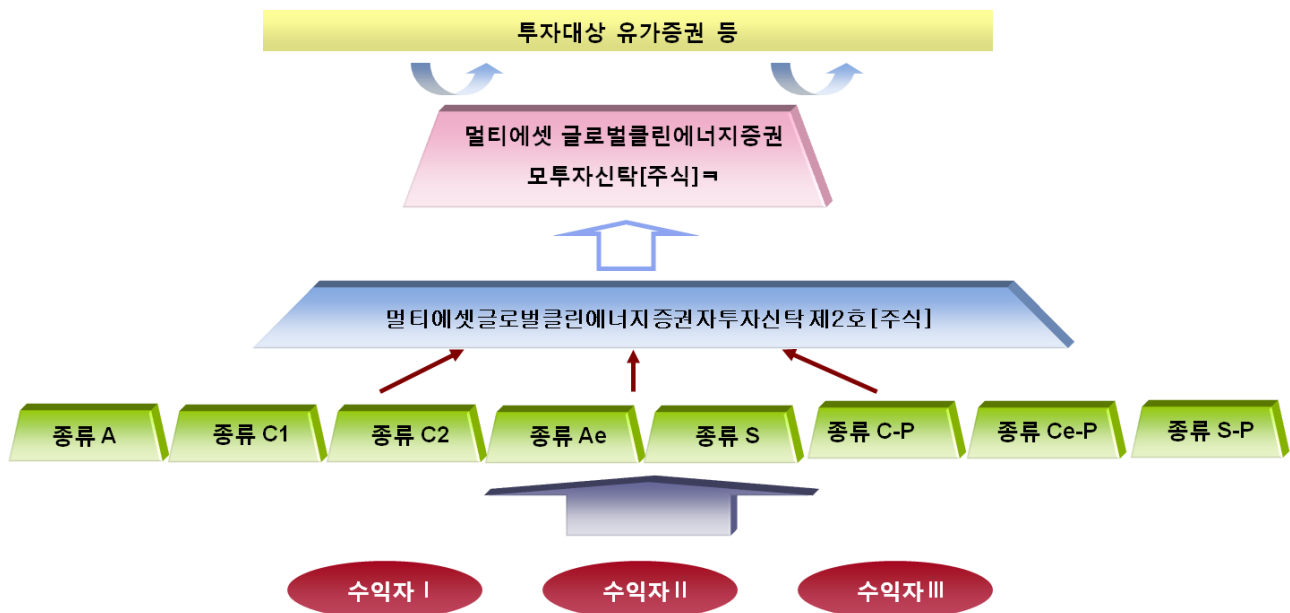 투자대상 유가증권 등
멀티에셋 글로벌클린에너지증권
모투자신탁[주식]ㅋ
멀티에셋글로벌클린에너지증권자투자신탁 제2호[주식]
종류 A
종류 C1
종류 C2
종류 Ae
종류 S
종류 C-P
종류 Ce-P
종류 S-P
수익자 Ⅰ
수익자 Ⅱ
수익자 Ⅲ